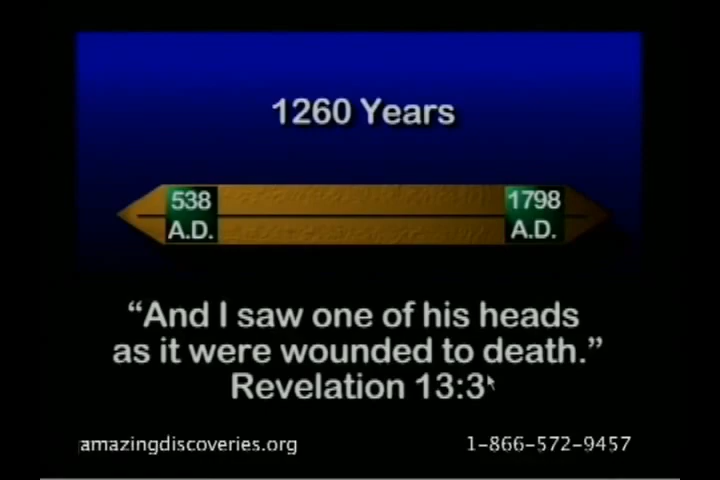 1260 Years
538 A.D.
1798 A.D.
“And I saw one of his heads
as it were wounded to death.”
Revelation 13:3
amazingdiscoveries.org
1-866-572-9457